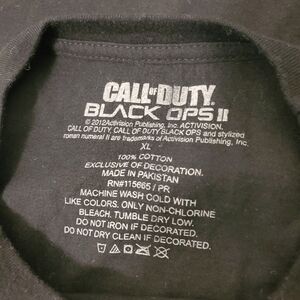 CALL OF DUTY
BLACK OPS II
© 2012 Activision Publishing, Inc. ACTIVISION,
CALL OF DUTY, CALL OF DUTY BLACK OPS and stylized
roman numeral II are trademarks of Activision Publishing, Inc.
XL
100% COTTON
EXCLUSIVE OF DECORATION.
MADE IN PAKISTAN
RN#115665 / PR
MACHINE WASH COLD WITH
LIKE COLORS. ONLY NON-CHLORINE
BLEACH. TUMBLE DRY LOW.
DO NOT IRON IF DECORATED.
DO NOT DRY CLEAN IF DECORATED.